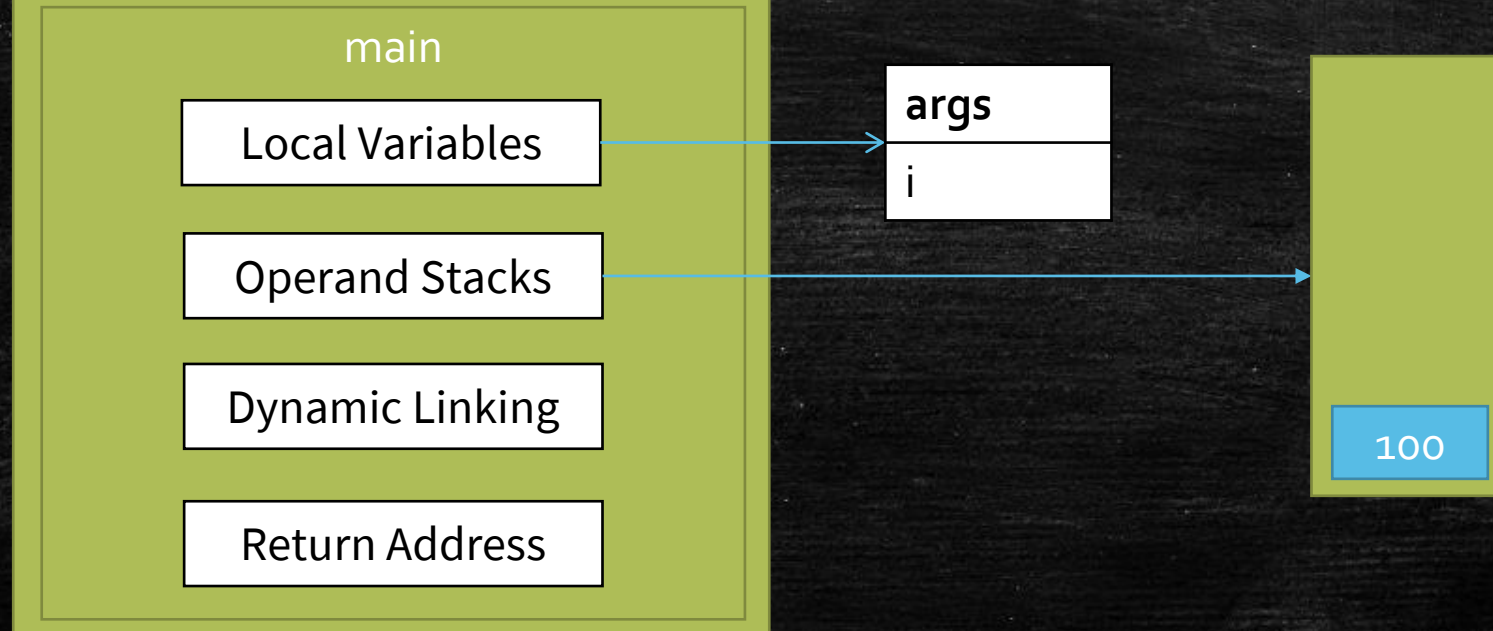 main
Local Variables
args
i
Operand Stacks
Dynamic Linking
100
Return Address